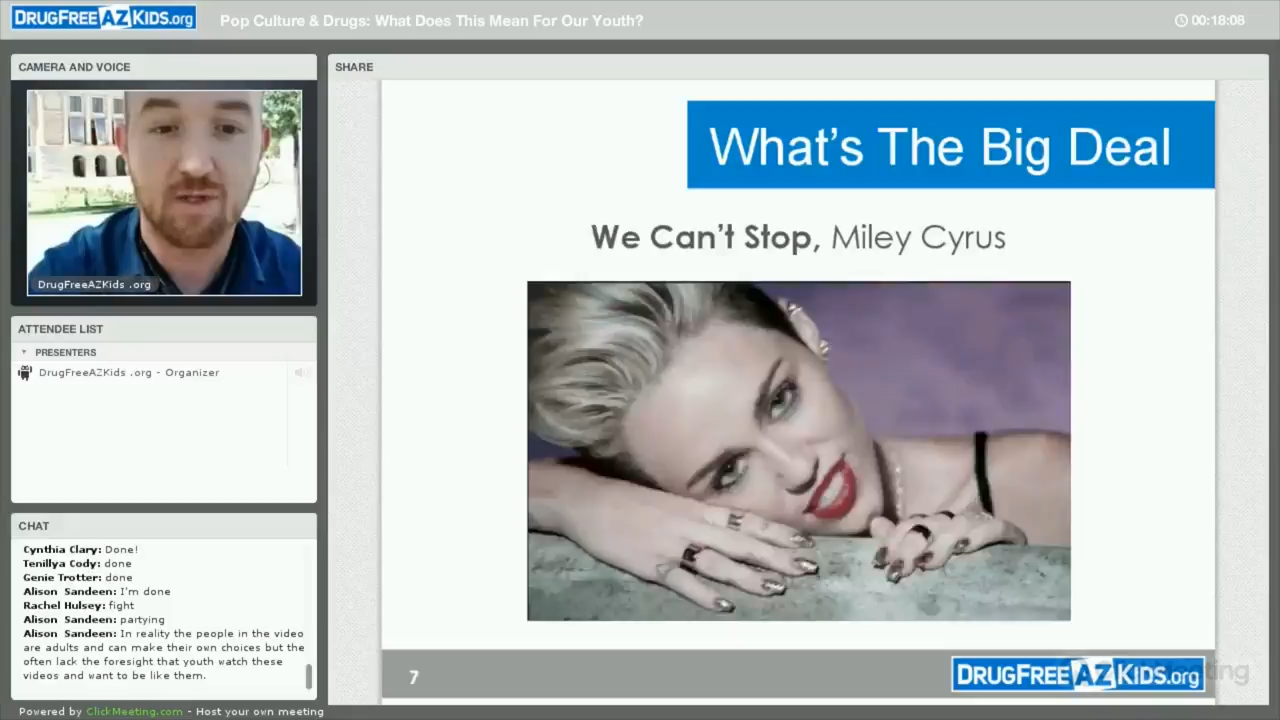 DRUGFREEAZKIDS.org
Pop Culture & Drugs: What Does This Mean For Our Youth?
00:18:08
CAMERA AND VOICE
DrugFreeAZKids .org
ATTENDEE LIST
PRESENTERS
DrugFreeAZKids .org - Organizer
CHAT
Cynthia Clary: Done!
Tenillya Cody: done
Genie Trotter: done
Alison Sandeen: I'm done
Rachel Hulsey: fight
Alison Sandeen: partying
Alison Sandeen: In reality the people in the video
are adults and can make their own choices but the
often lack the foresight that youth watch these
videos and want to be like them.
Powered by ClickMeeting.com - Host your own meeting
SHARE
What's The Big Deal
We Can't Stop, Miley Cyrus
7
DRUGFREEAZKIDS.org